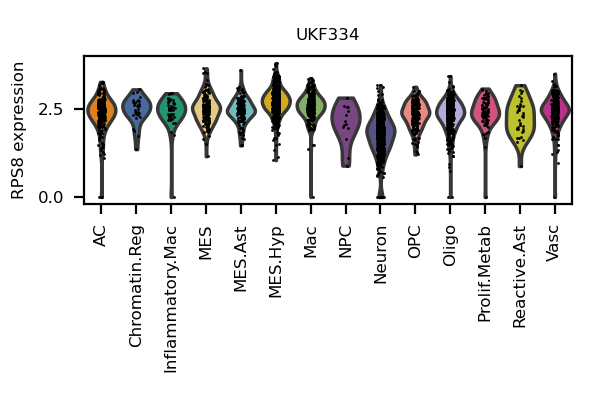 UKF334
RPS8 expression
2.5
0.0
AC
Chromatin.Reg
Inflammatory.Mac
MES
MES.Ast
MES.Hyp
Mac
NPC
Neuron
OPC
Oligo
Prolif.Metab
Reactive.Ast
Vasc